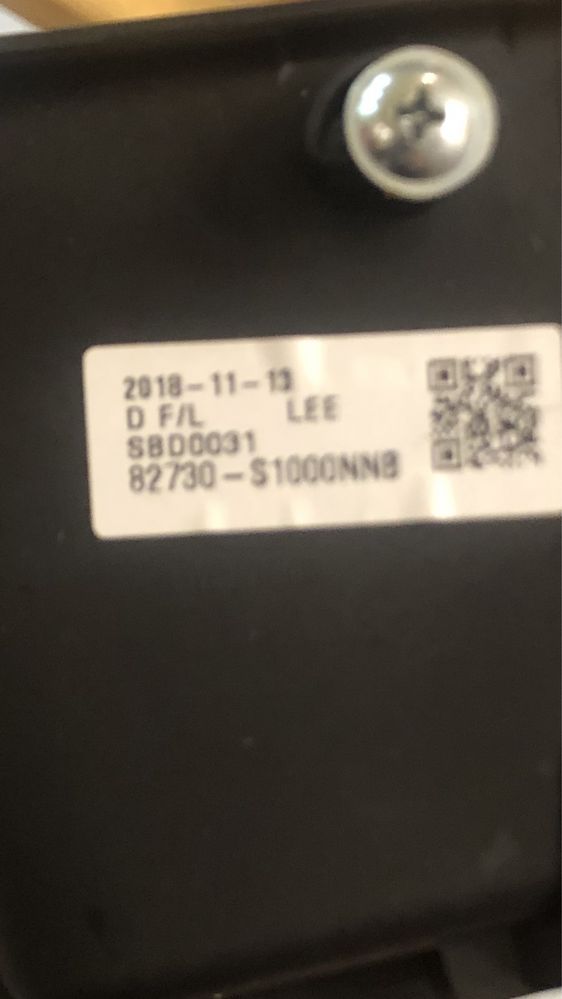 2018-11-13
D F/L LEE
SBD0031
82730-S1000NNB